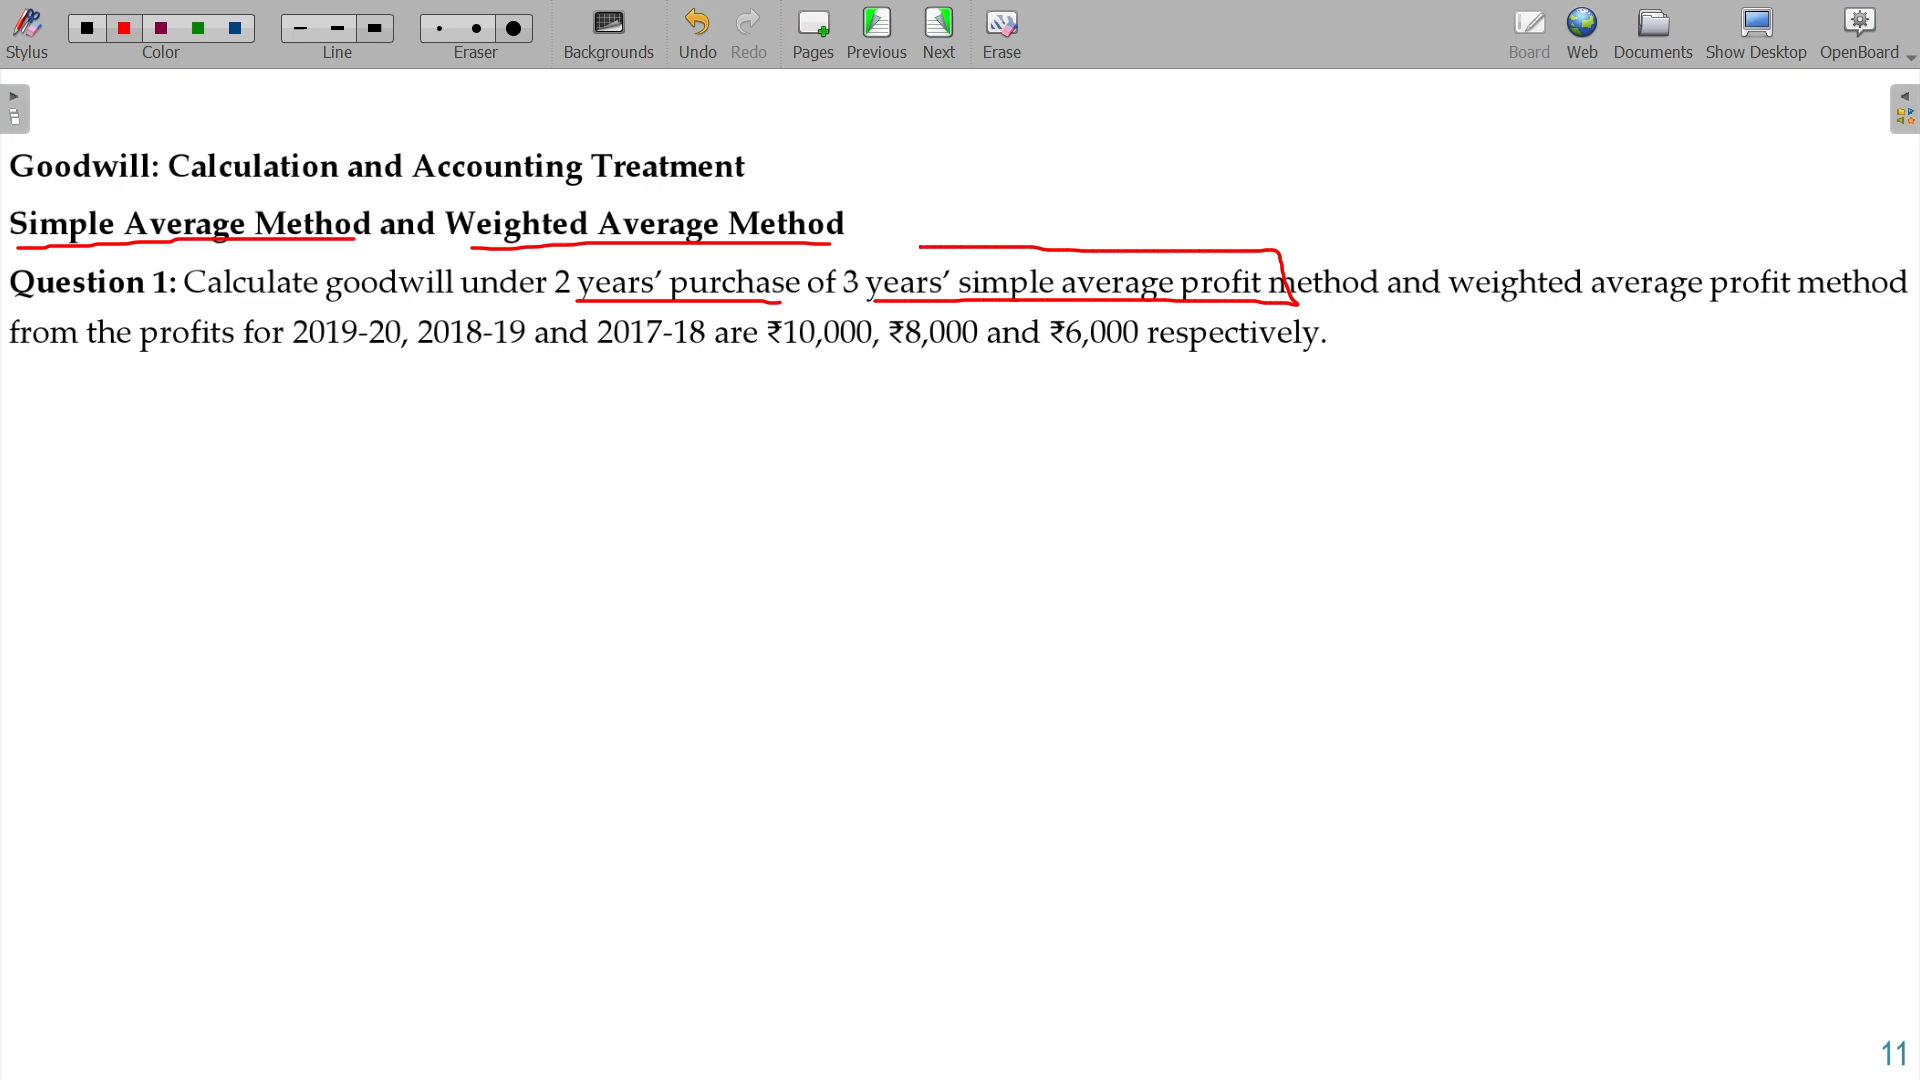 Stylus Color Line Eraser Backgrounds Undo Redo Pages Previous Next Erase Board Web Documents Show Desktop OpenBoard
Goodwill: Calculation and Accounting Treatment
Simple Average Method and Weighted Average Method
Question 1: Calculate goodwill under 2 years’ purchase of 3 years’ simple average profit method and weighted average profit method
from the profits for 2019-20, 2018-19 and 2017-18 are ₹10,000, ₹8,000 and ₹6,000 respectively.
11